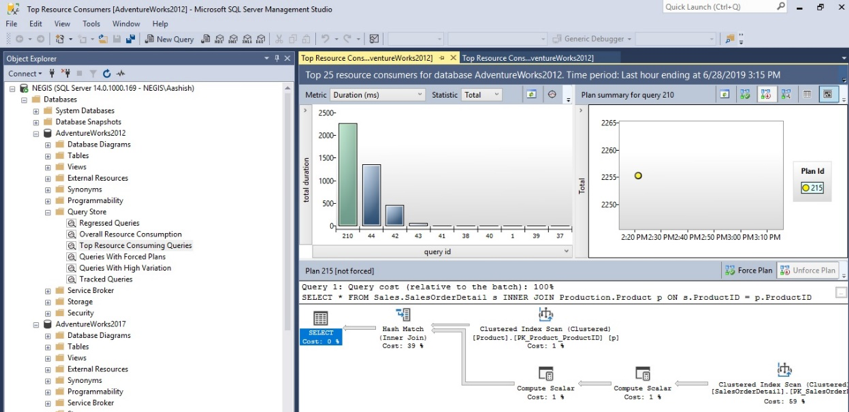 Top Resource Consumers [AdventureWorks2012] - Microsoft SQL Server Management Studio
Quick Launch (Ctrl+Q)
File Edit View Tools Window Help
New Query
Generic Debugger
Object Explorer
Connect
NEGIS (SQL Server 14.0.1000.169 - NEGIS\Aashish)
Databases
System Databases
Database Snapshots
AdventureWorks2012
Database Diagrams
Tables
Views
External Resources
Synonyms
Programmability
Query Store
Regressed Queries
Overall Resource Consumption
Top Resource Consuming Queries
Queries With Forced Plans
Queries With High Variation
Tracked Queries
Service Broker
Storage
Security
AdventureWorks2017
Database Diagrams
Tables
Views
External Resources
Synonyms
Programmability
Service Broker
Top Resource Cons...ventureWorks2012]
Top Resource Cons...ventureWorks2012]
Top 25 resource consumers for database AdventureWorks2012. Time period: Last hour ending at 6/28/2019 3:15 PM
Metric Duration (ms) Statistic Total
total duration
2500
2000
1500
1000
500
0
210 44 42 43 41 38 40 1 39 37
query id
Plan summary for query 210
Total
2265
2260
2255
2250
2:20 PM 2:30 PM 2:40 PM 2:50 PM 3:00 PM 3:10 PM
Plan Id
215
Plan 215 [not forced]
Force Plan Unforce Plan
Query 1: Query cost (relative to the batch): 100%
SELECT * FROM Sales.SalesOrderDetail s INNER JOIN Production.Product p ON s.ProductID = p.ProductID
SELECT
Cost: 0 %
Hash Match
(Inner Join)
Cost: 39 %
Clustered Index Scan (Clustered)
[Product].[PK_Product_ProductID] [p]
Cost: 1 %
Compute Scalar
Cost: 1 %
Compute Scalar
Cost: 1 %
Clustered Index Scan (Clustered
[SalesOrderDetail].[PK_SalesOrder
Cost: 59 %